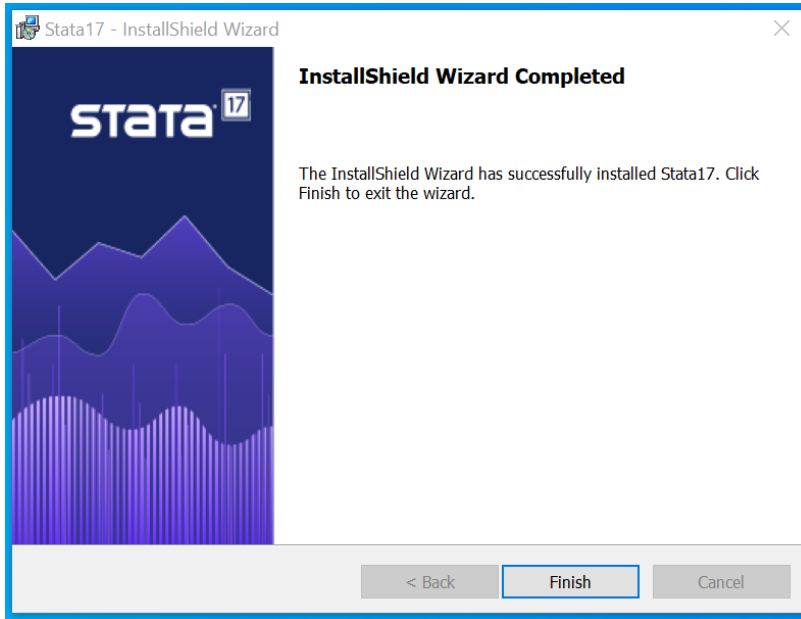 Stata17 - InstallShield Wizard
InstallShield Wizard Completed
stata 17
The InstallShield Wizard has successfully installed Stata17. Click
Finish to exit the wizard.
< Back
Finish
Cancel